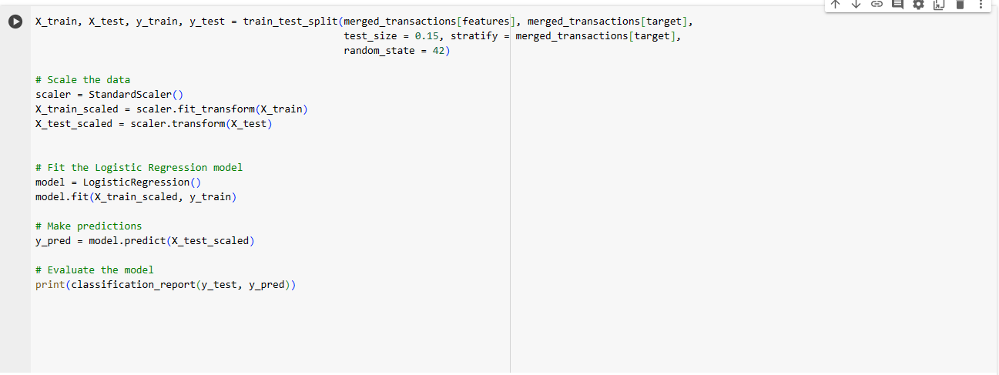 X_train, X_test, y_train, y_test = train_test_split(merged_transactions[features], merged_transactions[target],
test_size = 0.15, stratify = merged_transactions[target],
random_state = 42)
# Scale the data
scaler = StandardScaler()
X_train_scaled = scaler.fit_transform(X_train)
X_test_scaled = scaler.transform(X_test)
# Fit the Logistic Regression model
model = LogisticRegression()
model.fit(X_train_scaled, y_train)
# Make predictions
y_pred = model.predict(X_test_scaled)
# Evaluate the model
print(classification_report(y_test, y_pred))